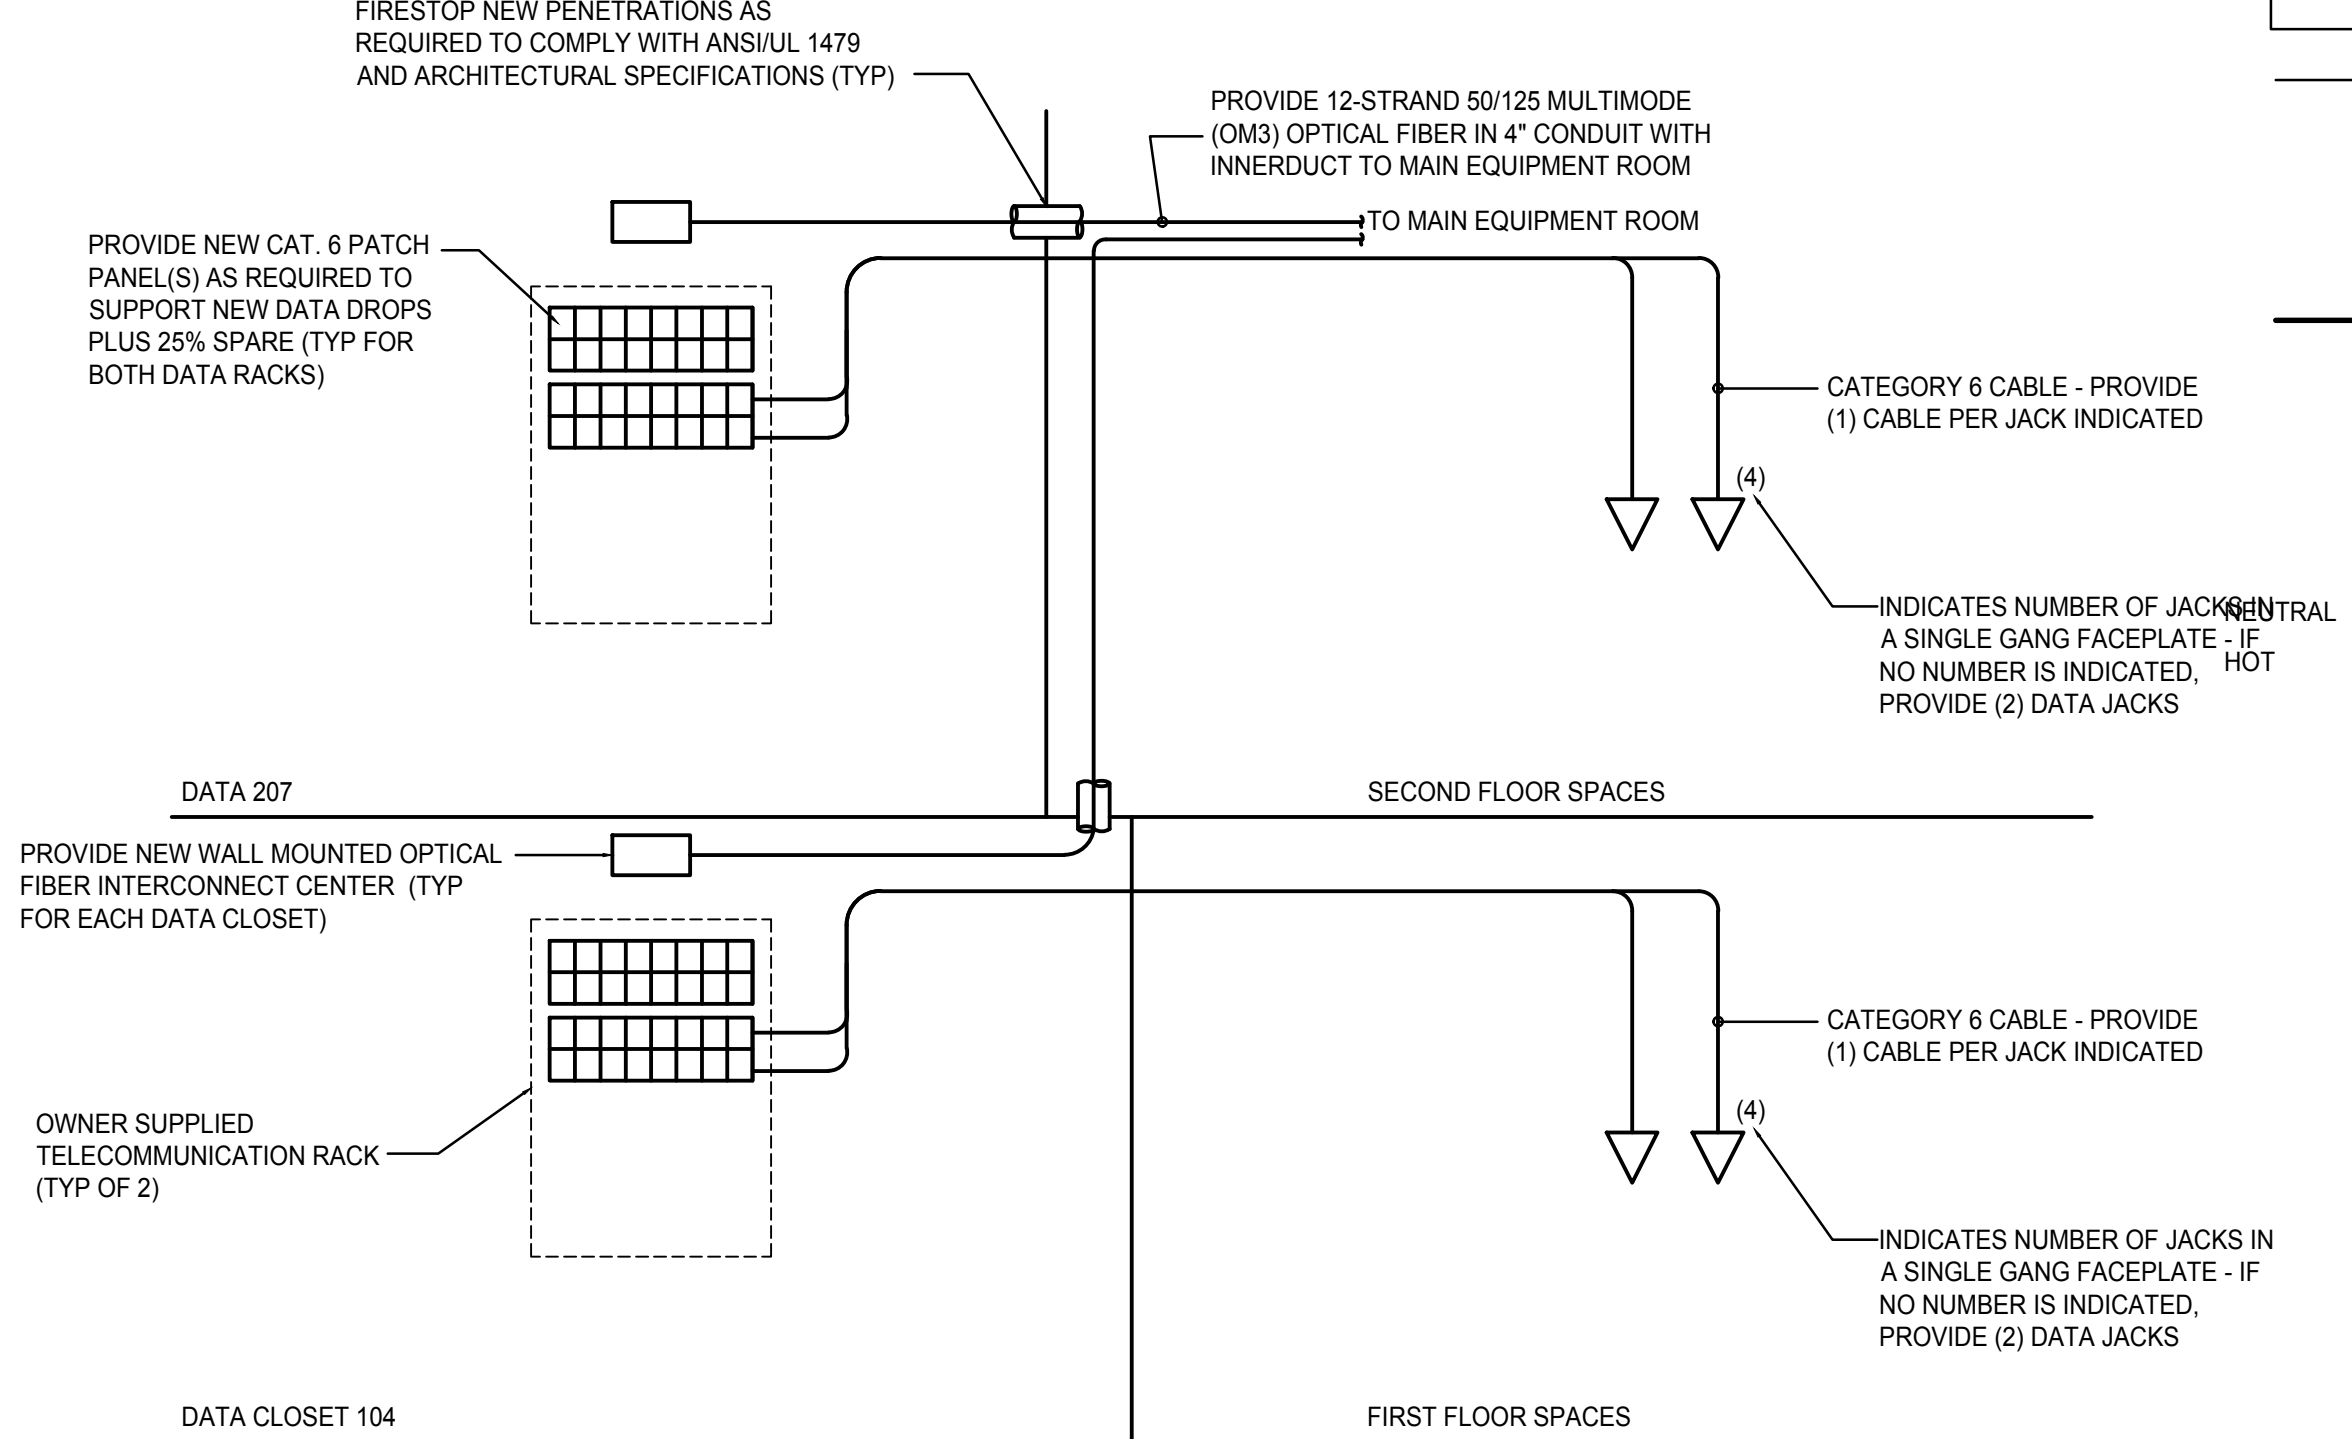 FIRESTOP NEW PENETRATIONS AS
REQUIRED TO COMPLY WITH ANSI/UL 1479
AND ARCHITECTURAL SPECIFICATIONS (TYP)
PROVIDE 12-STRAND 50/125 MULTIMODE
(OM3) OPTICAL FIBER IN 4" CONDUIT WITH
INNERDUCT TO MAIN EQUIPMENT ROOM
TO MAIN EQUIPMENT ROOM
PROVIDE NEW CAT. 6 PATCH
PANEL(S) AS REQUIRED TO
SUPPORT NEW DATA DROPS
PLUS 25% SPARE (TYP FOR
BOTH DATA RACKS)
CATEGORY 6 CABLE - PROVIDE
(1) CABLE PER JACK INDICATED
(4)
INDICATES NUMBER OF JACKS IN
A SINGLE GANG FACEPLATE - IF
NO NUMBER IS INDICATED,
PROVIDE (2) DATA JACKS
NEUTRAL
HOT
DATA 207
SECOND FLOOR SPACES
PROVIDE NEW WALL MOUNTED OPTICAL
FIBER INTERCONNECT CENTER (TYP
FOR EACH DATA CLOSET)
CATEGORY 6 CABLE - PROVIDE
(1) CABLE PER JACK INDICATED
(4)
OWNER SUPPLIED
TELECOMMUNICATION RACK
(TYP OF 2)
INDICATES NUMBER OF JACKS IN
A SINGLE GANG FACEPLATE - IF
NO NUMBER IS INDICATED,
PROVIDE (2) DATA JACKS
DATA CLOSET 104
FIRST FLOOR SPACES